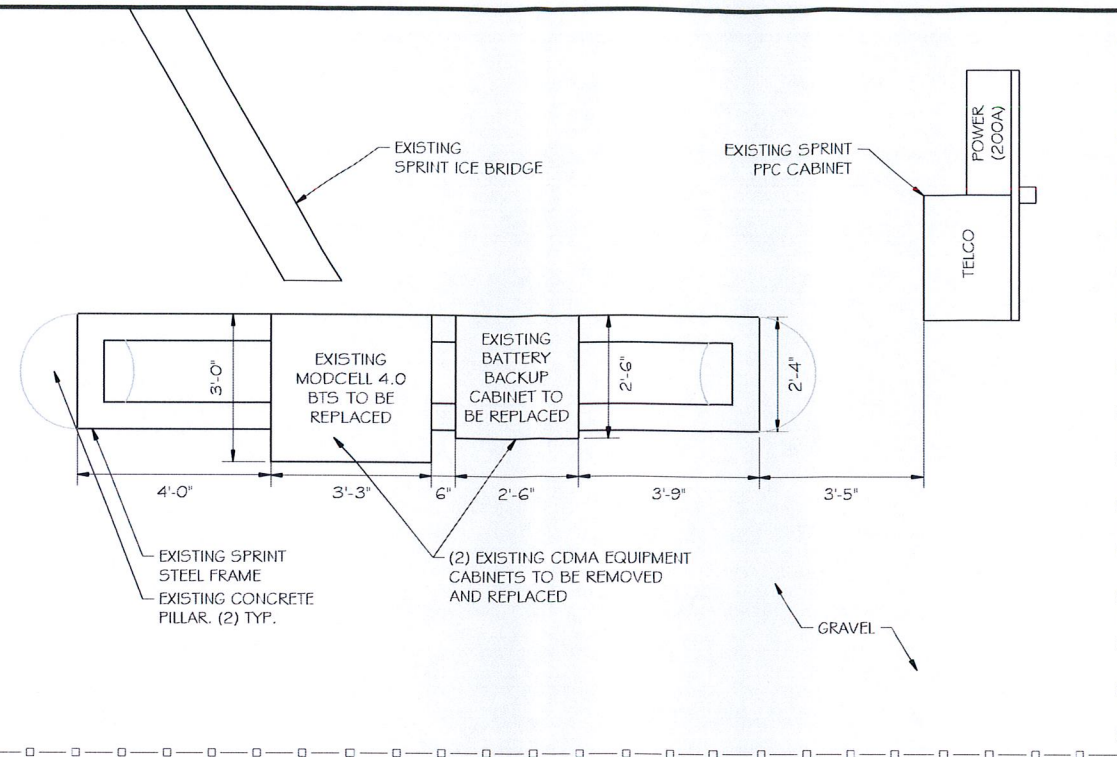 EXISTING
SPRINT ICE BRIDGE
EXISTING SPRINT
PPC CABINET
POWER
(200A)
TELCO
3'-0"
EXISTING
MODCELL 4.0
BTS TO BE
REPLACED
EXISTING
BATTERY
BACKUP
CABINET TO
BE REPLACED
2'-6"
2'-4"
4'-0"
3'-3"
6"
2'-6"
3'-9"
3'-5"
EXISTING SPRINT
STEEL FRAME
EXISTING CONCRETE
PILLAR. (2) TYP.
(2) EXISTING CDMA EQUIPMENT
CABINETS TO BE REMOVED
AND REPLACED
GRAVEL